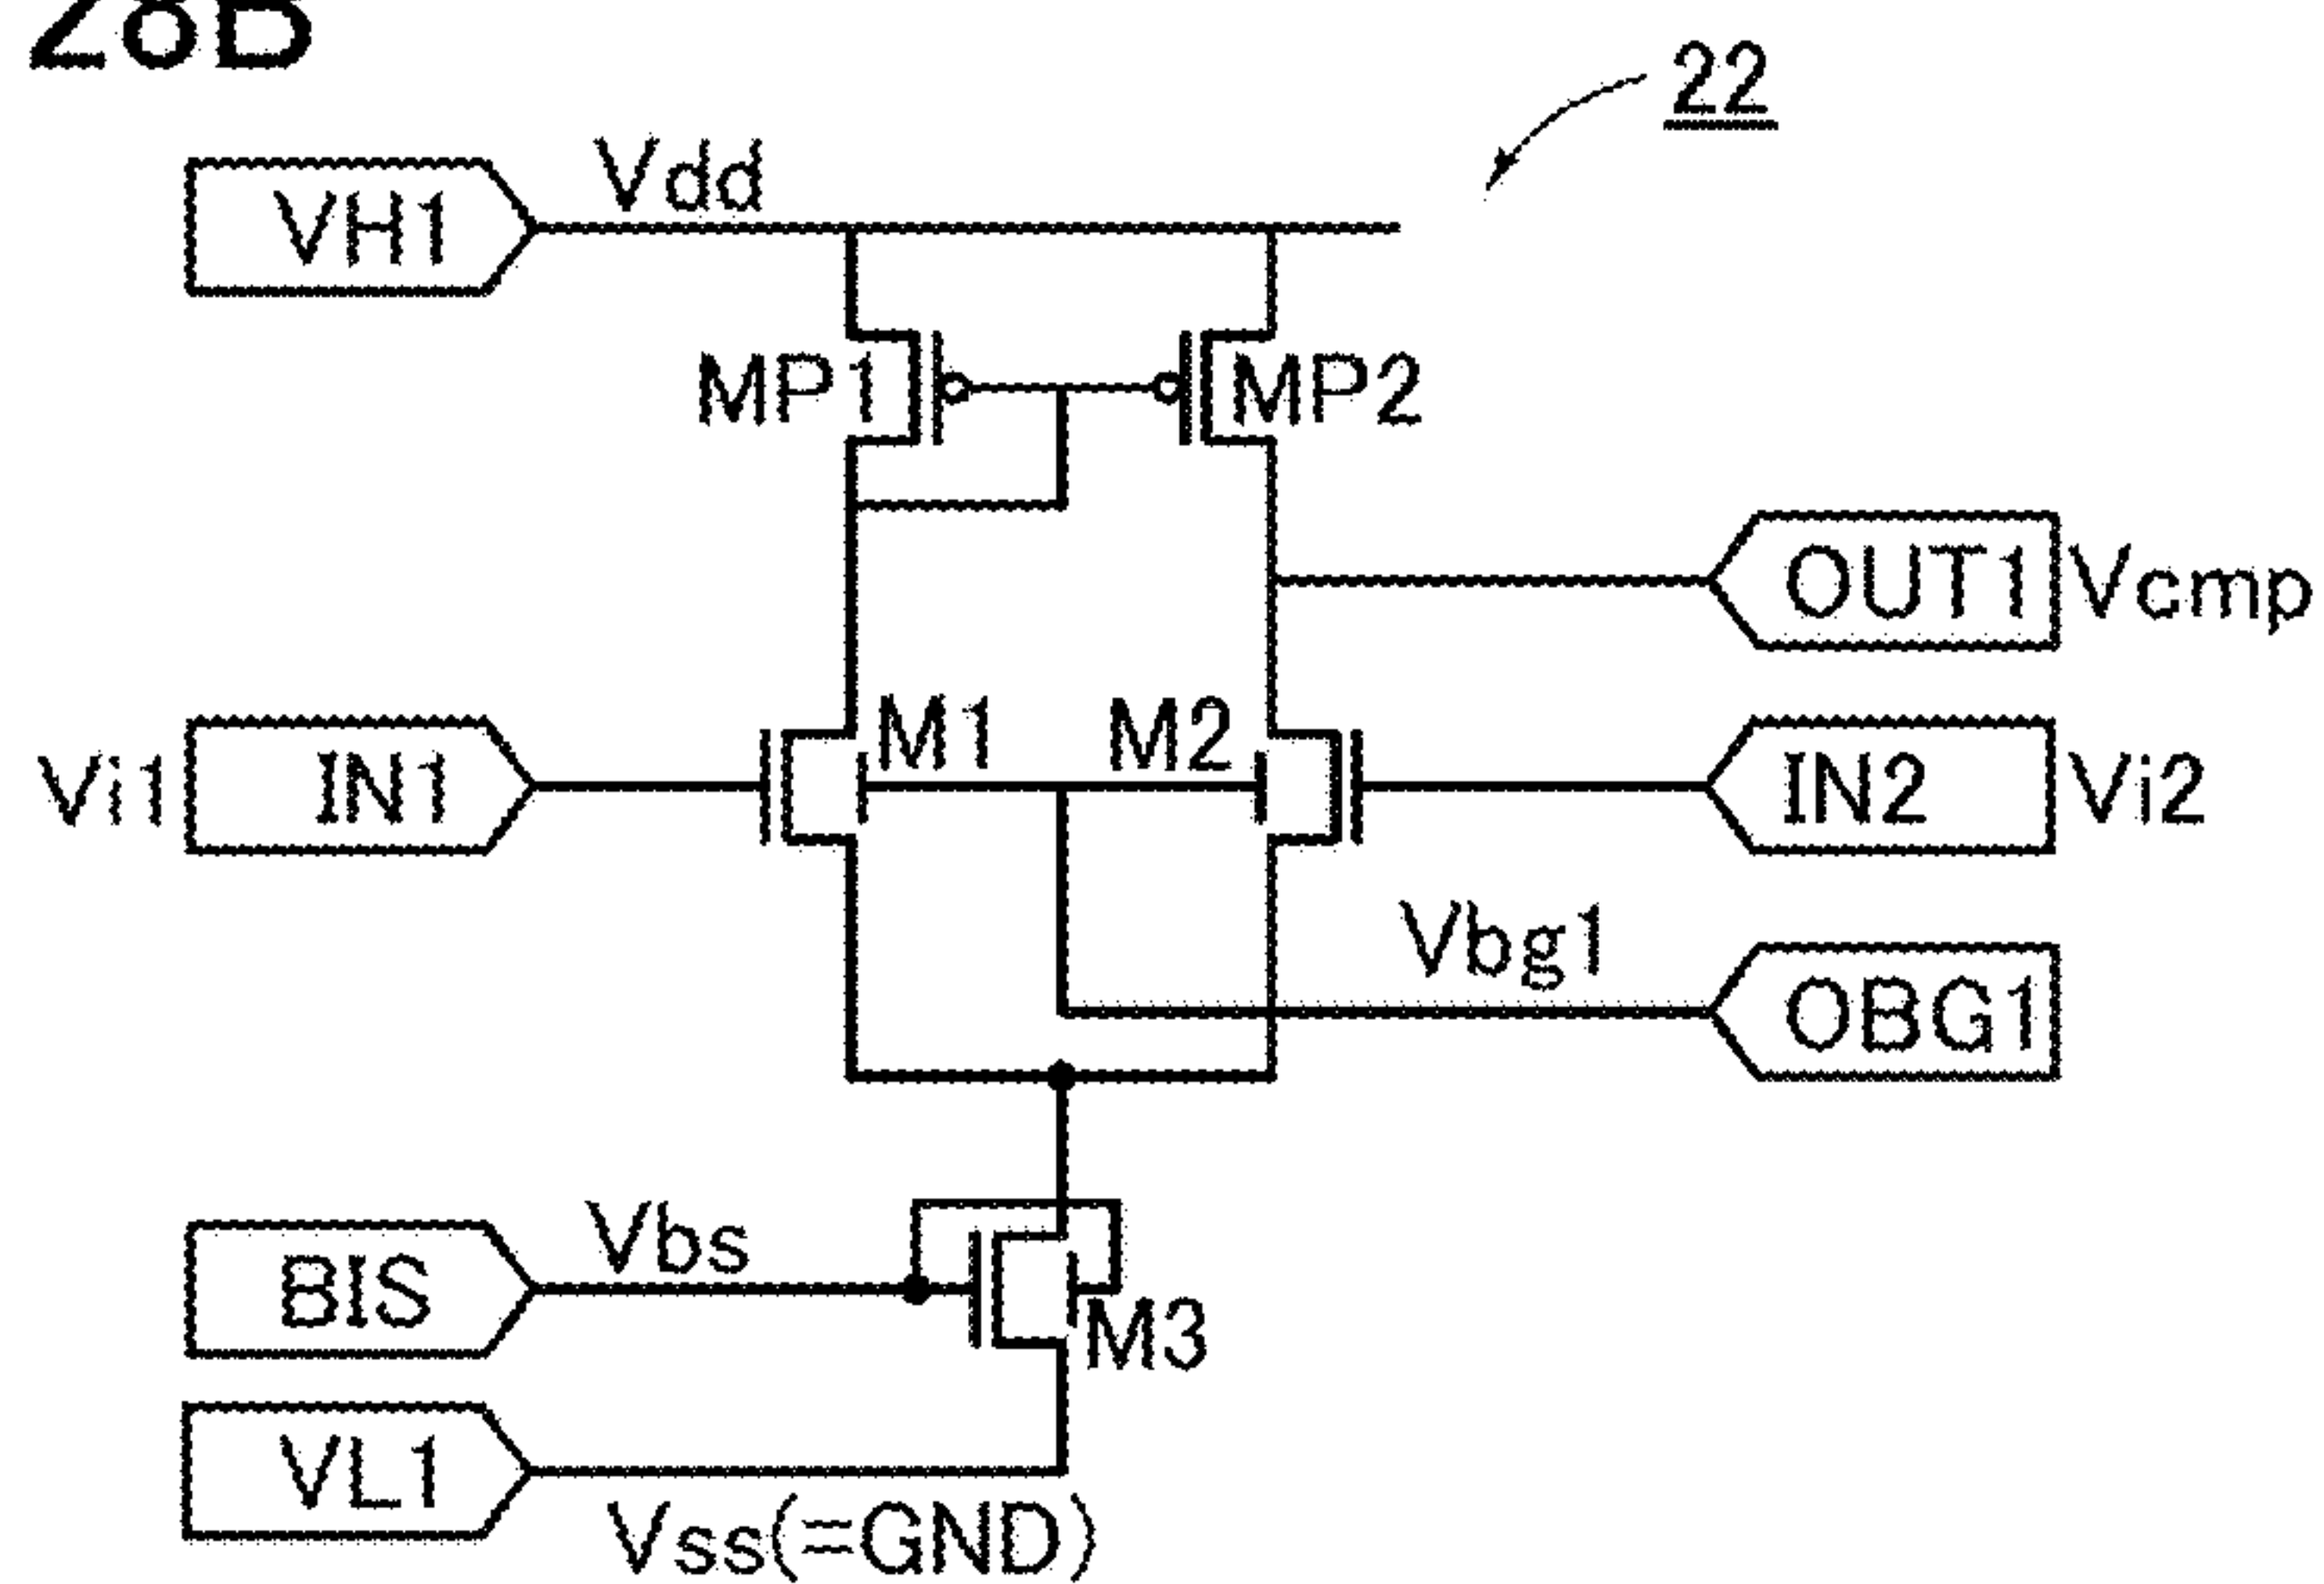 28B
22
Vdd
VH1
MP1
MP2
OUT1 Vcmp
M1
M2
Vi1 IN1
IN2 Vi2
Vbg1
OBG1
Vbs
BIS
M3
VL1
Vss(=GND)